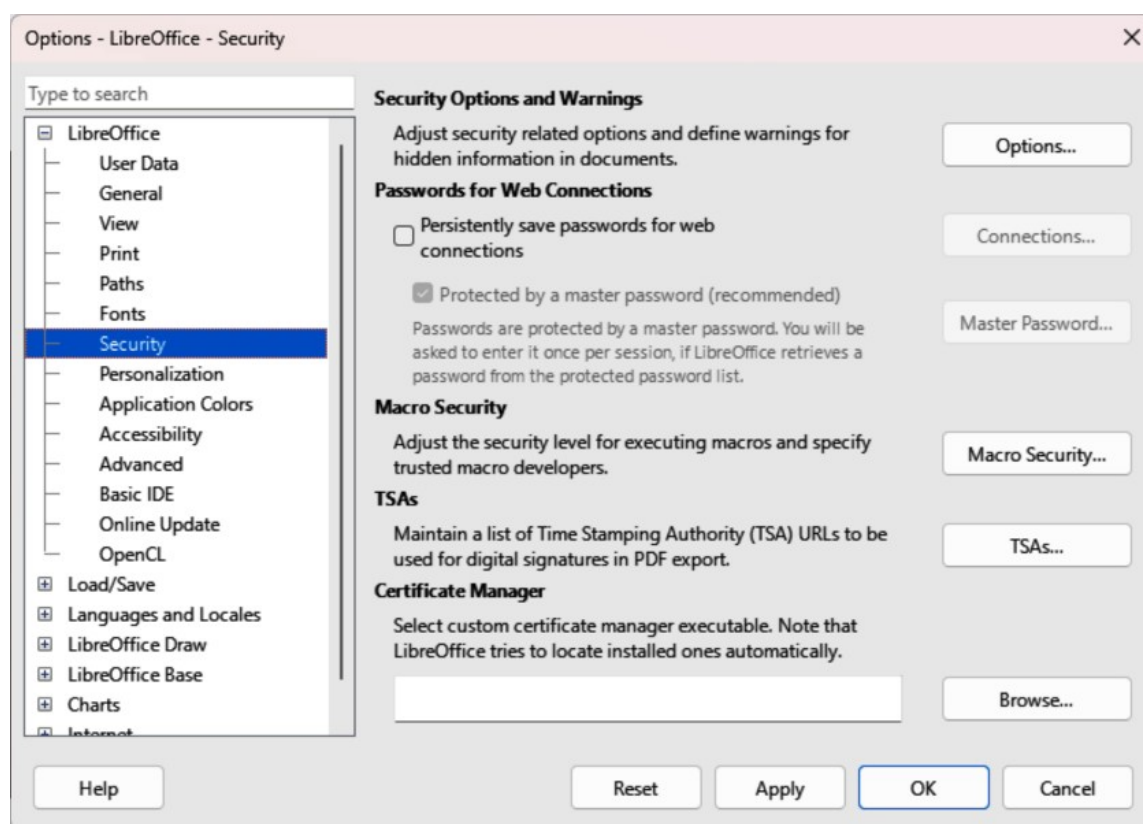 Options - LibreOffice - Security
Type to search
LibreOffice
User Data
General
View
Print
Paths
Fonts
Security
Personalization
Application Colors
Accessibility
Advanced
Basic IDE
Online Update
OpenCL
Load/Save
Languages and Locales
LibreOffice Draw
LibreOffice Base
Charts
Internet
Security Options and Warnings
Adjust security related options and define warnings for
hidden information in documents.
Options...
Passwords for Web Connections
Persistently save passwords for web
connections
Connections...
Protected by a master password (recommended)
Passwords are protected by a master password. You will be
asked to enter it once per session, if LibreOffice retrieves a
password from the protected password list.
Master Password...
Macro Security
Adjust the security level for executing macros and specify
trusted macro developers.
Macro Security...
TSAs
Maintain a list of Time Stamping Authority (TSA) URLs to be
used for digital signatures in PDF export.
TSAs...
Certificate Manager
Select custom certificate manager executable. Note that
LibreOffice tries to locate installed ones automatically.
Browse...
Help
Reset
Apply
OK
Cancel